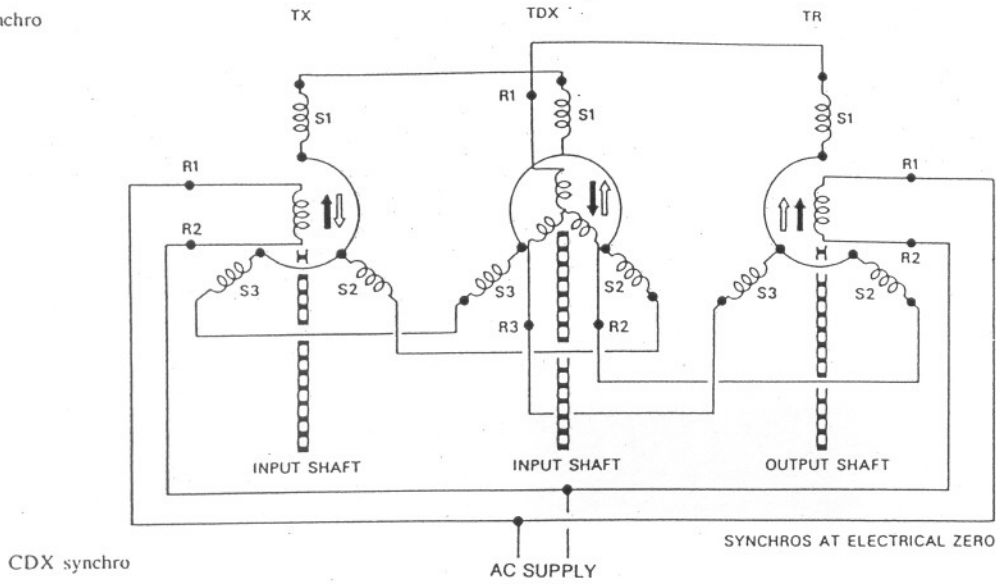 TX TDX TR
nchro
R1 S1 S1 S1
R1 R1
R2 R2
S3 S2 S3 S2 S3 S2
R3 R2
INPUT SHAFT INPUT SHAFT OUTPUT SHAFT
SYNCHROS AT ELECTRICAL ZERO
CDX synchro
AC SUPPLY